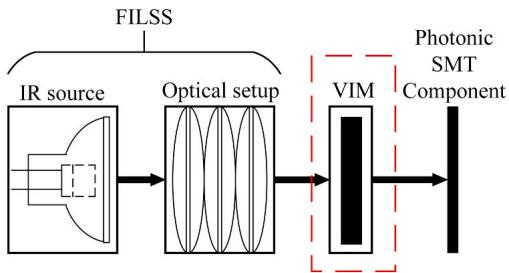 FILSS
IR source
Optical setup
VIM
Photonic
SMT
Component